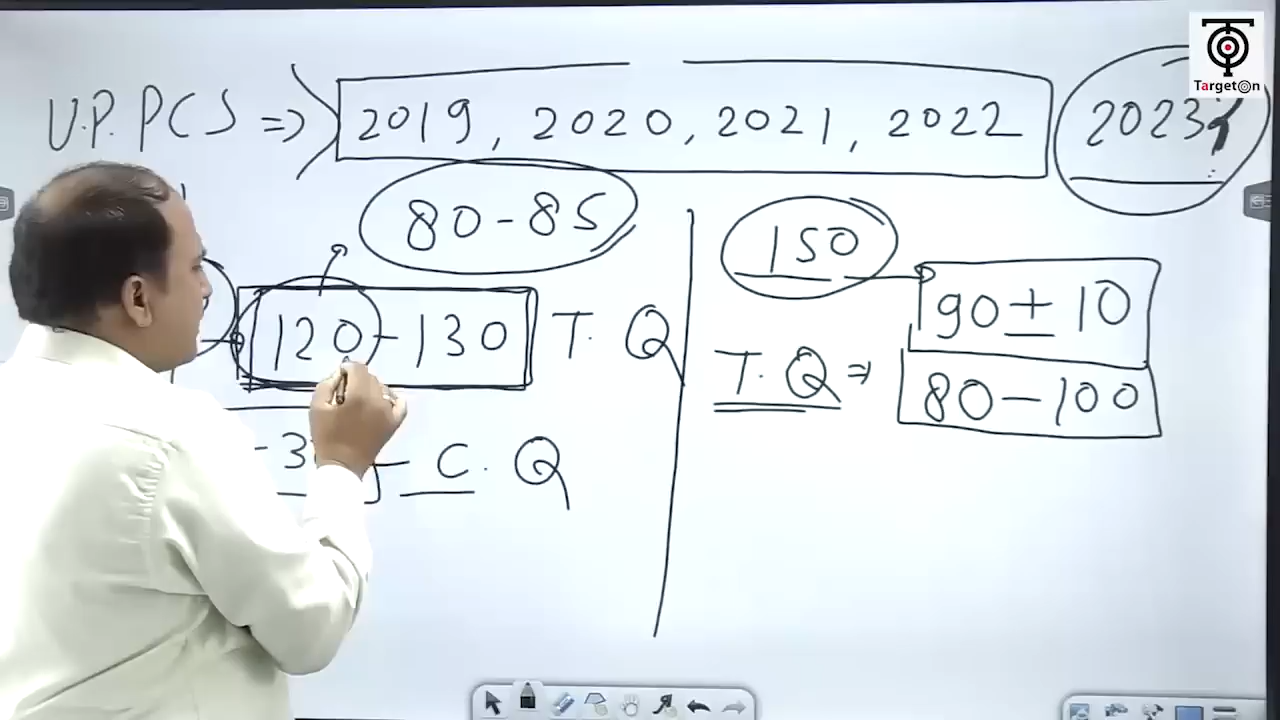 U.P. PCS ⇒ 2019, 2020, 2021, 2022 2023?
TargetOn
80-85
120-130 T. Q
C. Q
150
90 ± 10
T. Q ⇒ 80-100